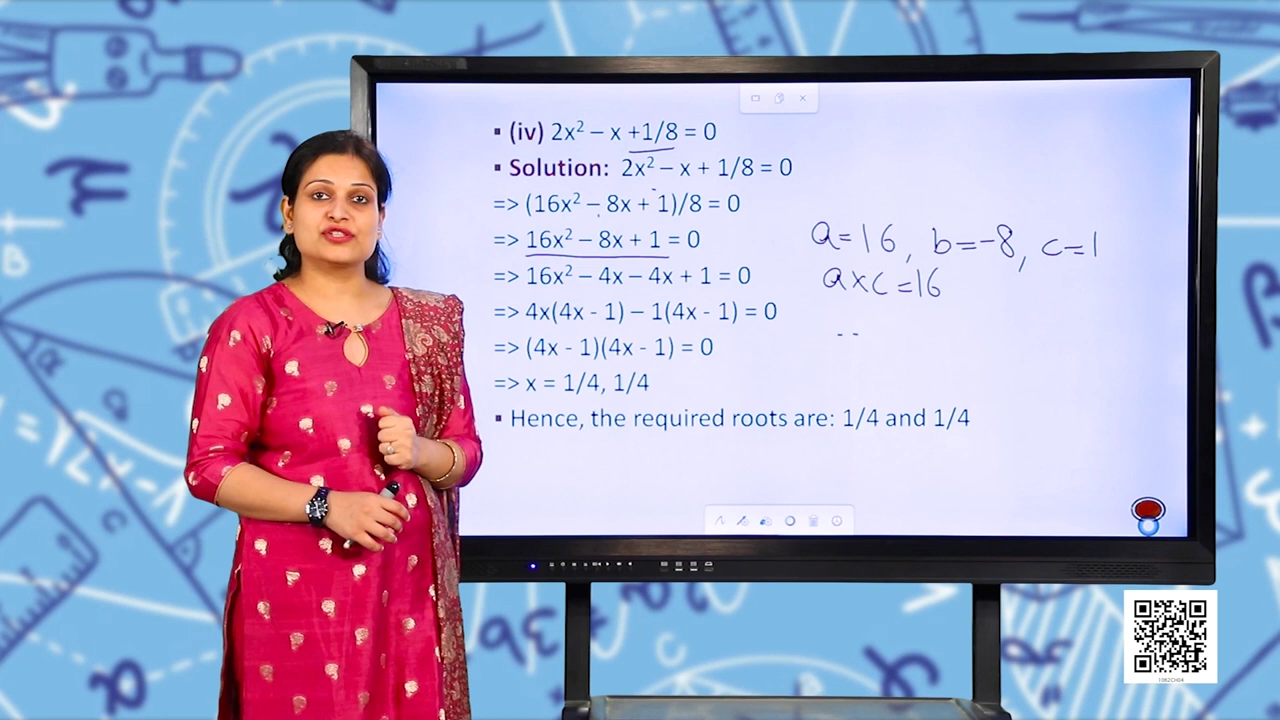 ▪ (iv) 2x² – x +1/8 = 0
▪ Solution: 2x² – x + 1/8 = 0
=> (16x² – 8x + 1)/8 = 0
=> 16x² – 8x + 1 = 0
=> 16x² – 4x – 4x + 1 = 0
=> 4x(4x - 1) – 1(4x - 1) = 0
=> (4x - 1)(4x - 1) = 0
=> x = 1/4, 1/4
▪ Hence, the required roots are: 1/4 and 1/4
a=16, b=-8, c=1
a×c=16
1062CH04